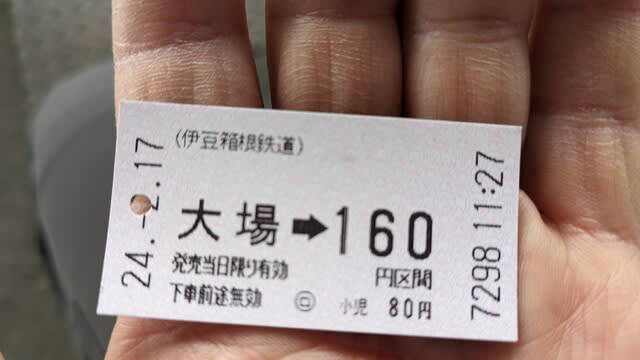 (伊豆箱根鉄道)
大場➡160
円区間
発売当日限り有効
下車前途無効
㋺ 小児 80円
24.-2.17
7298 11:27